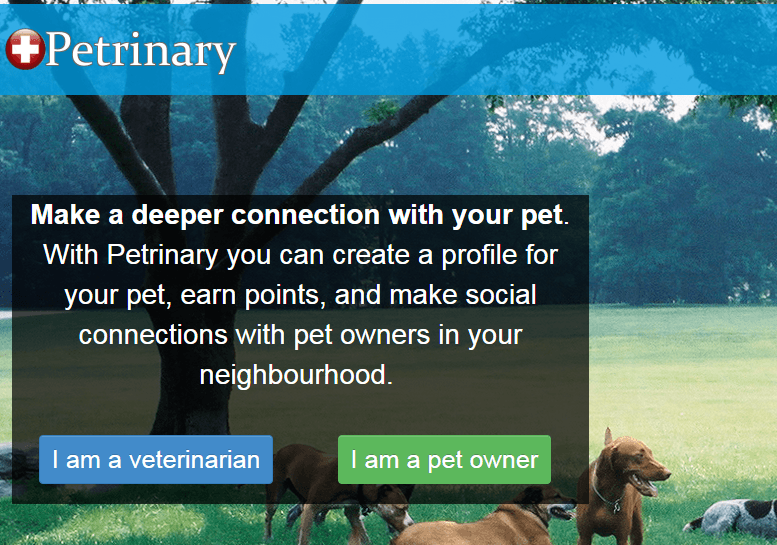 Petrinary
Make a deeper connection with your pet.
With Petrinary you can create a profile for
your pet, earn points, and make social
connections with pet owners in your
neighbourhood.
I am a veterinarian
I am a pet owner